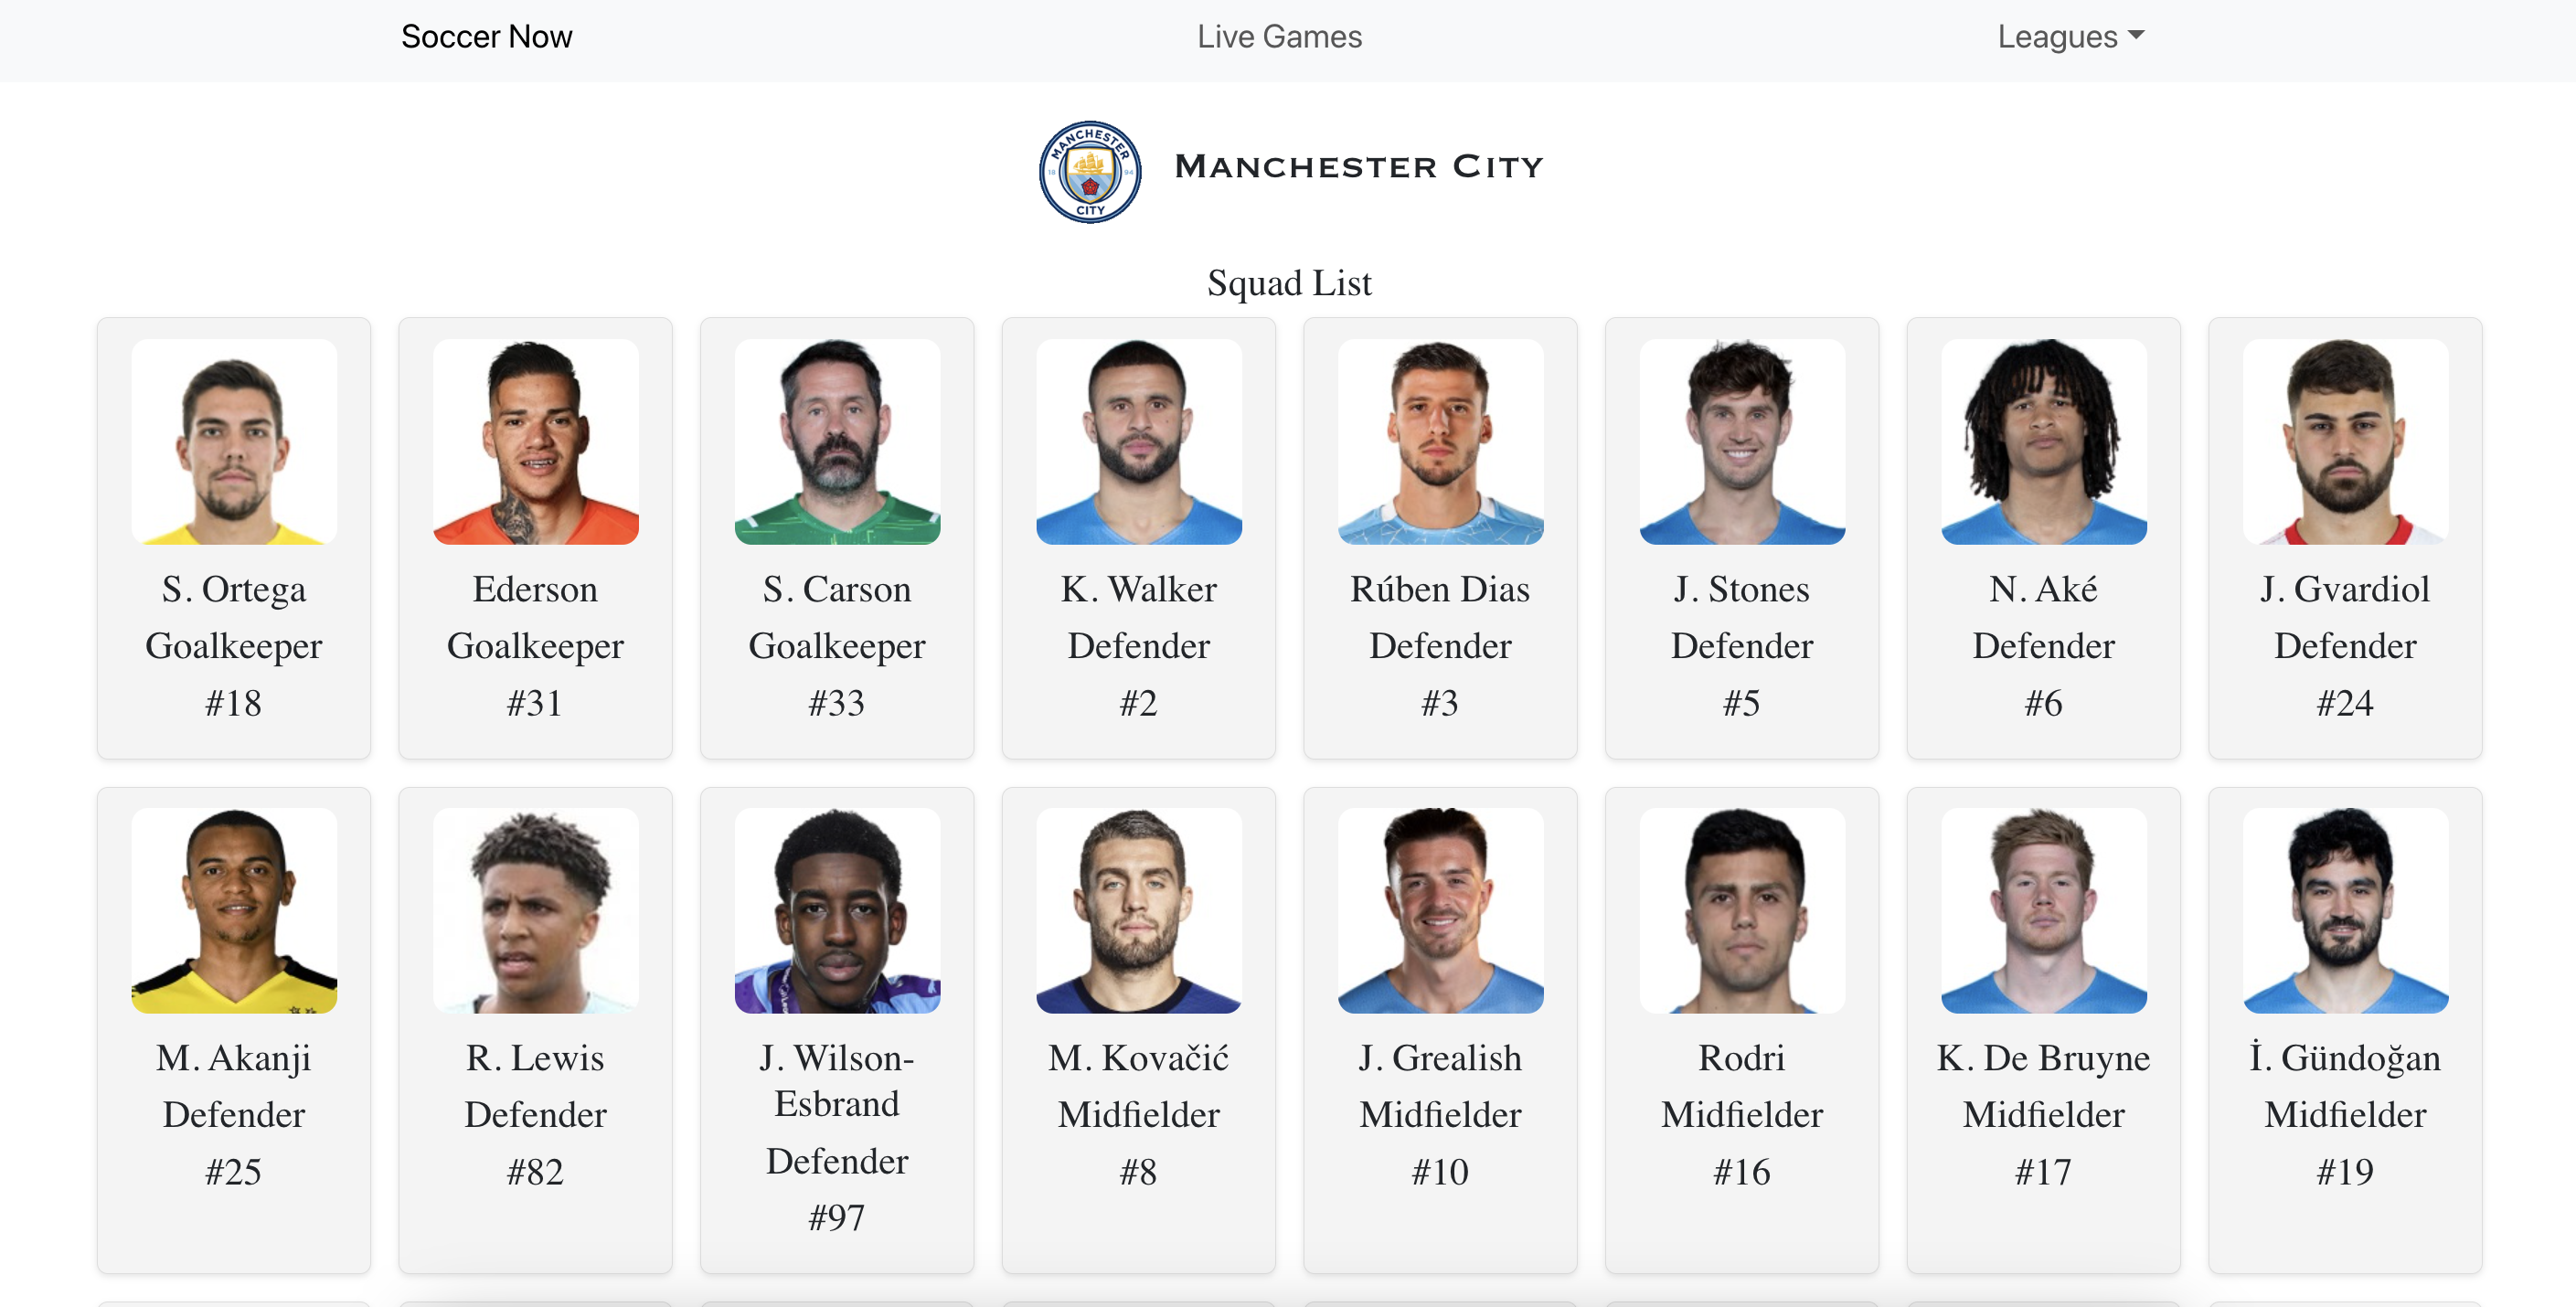 Soccer Now
Live Games
Leagues
MANCHESTER
18 94
CITY
MANCHESTER CITY
Squad List
S. Ortega
Goalkeeper
#18
Ederson
Goalkeeper
#31
S. Carson
Goalkeeper
#33
K. Walker
Defender
#2
Rúben Dias
Defender
#3
J. Stones
Defender
#5
N. Aké
Defender
#6
J. Gvardiol
Defender
#24
M. Akanji
Defender
#25
R. Lewis
Defender
#82
J. Wilson-
Esbrand
Defender
#97
M. Kovačić
Midfielder
#8
J. Grealish
Midfielder
#10
Rodri
Midfielder
#16
K. De Bruyne
Midfielder
#17
İ. Gündoğan
Midfielder
#19